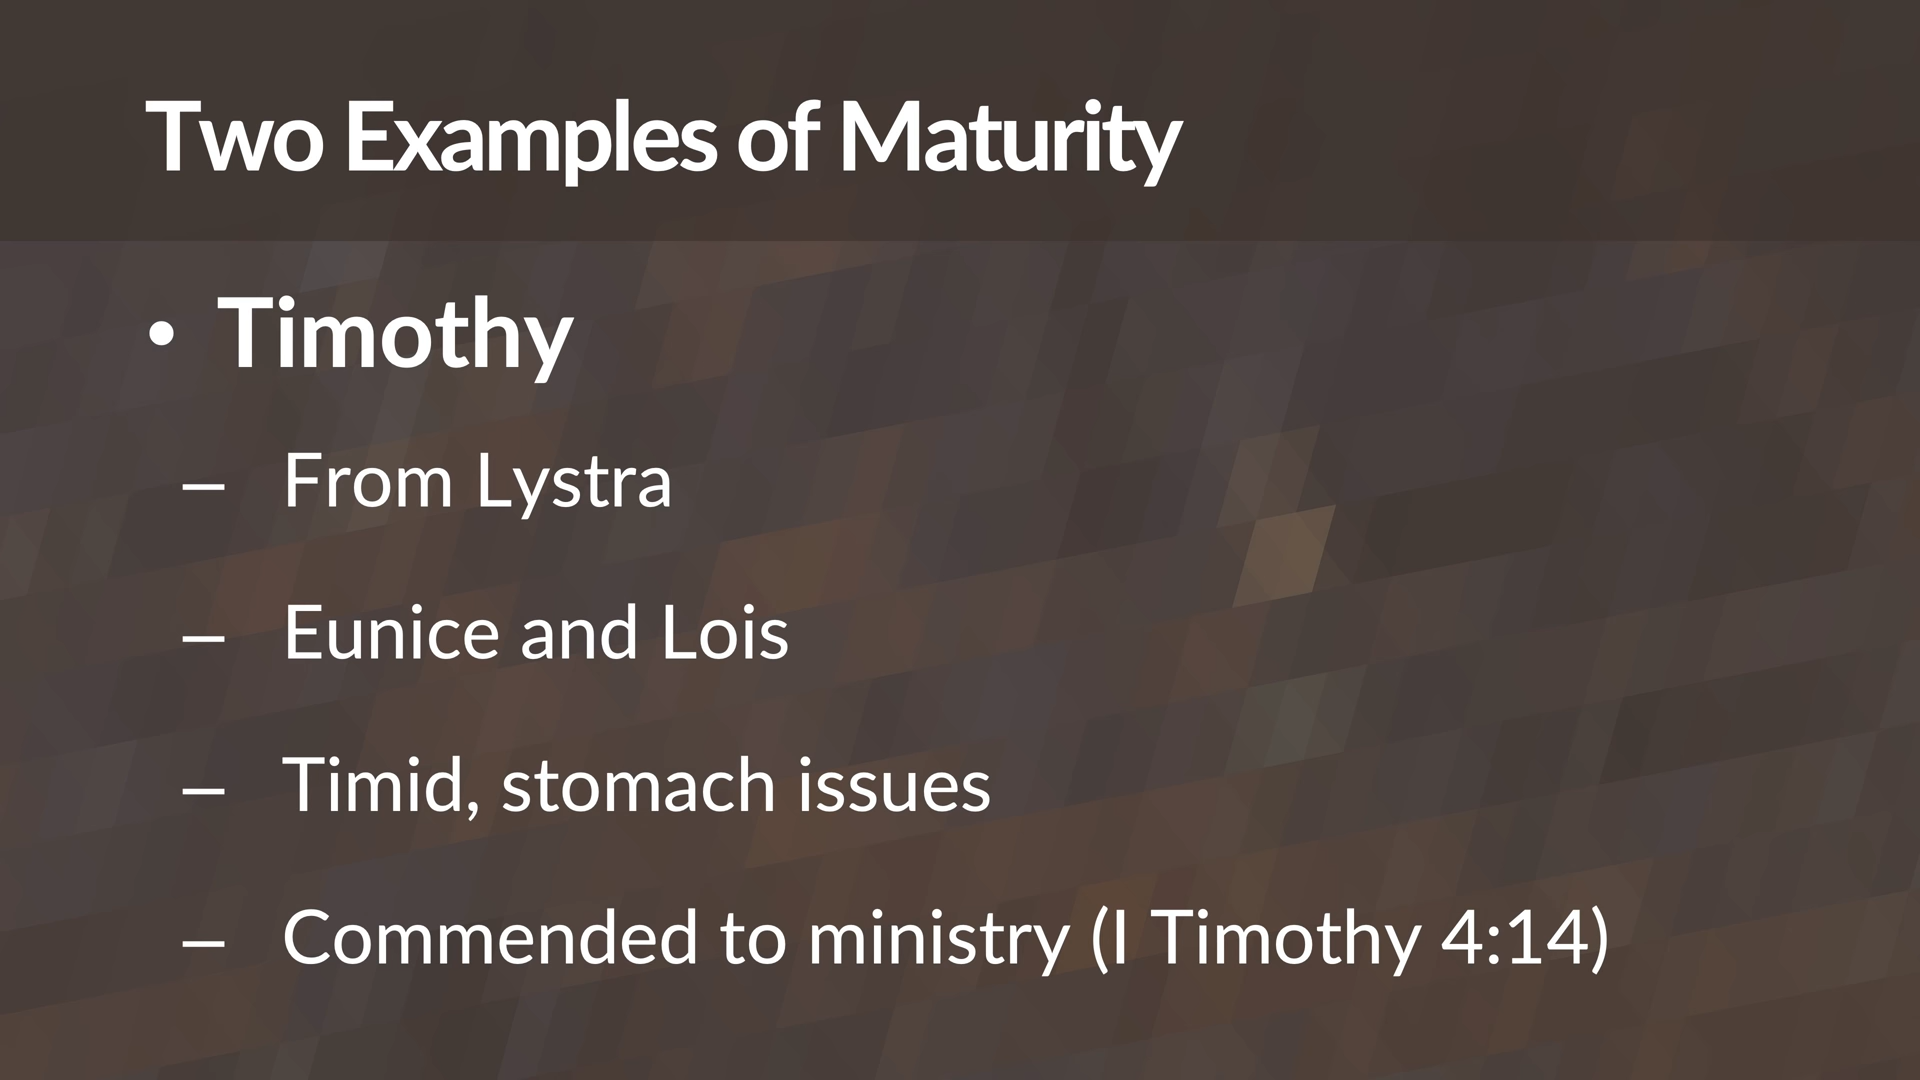 Two Examples of Maturity
• Timothy
– From Lystra
– Eunice and Lois
– Timid, stomach issues
– Commended to ministry (I Timothy 4:14)